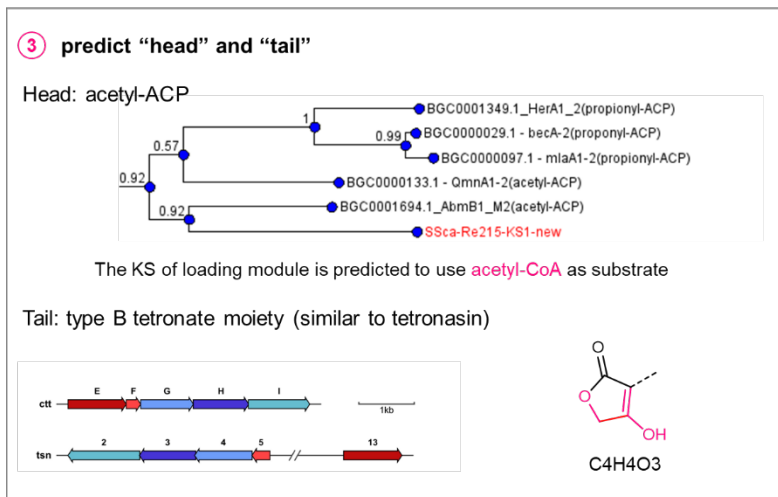 3 predict “head” and “tail”
Head: acetyl-ACP
BGC0001349.1_HerA1_2(propionyl-ACP)
1
0.99
BGC0000029.1 - becA-2(proponyl-ACP)
0.57
BGC0000097.1 - mlaA1-2(propionyl-ACP)
0.92
BGC0000133.1 - QmnA1-2(acetyl-ACP)
0.92
BGC0001694.1_AbmB1_M2(acetyl-ACP)
SSca-Re215-KS1-new
The KS of loading module is predicted to use acetyl-CoA as substrate
Tail: type B tetronate moiety (similar to tetronasin)
E F G H I
ctt
1kb
2 3 4 5 13
tsn
//
O
O
OH
C4H4O3